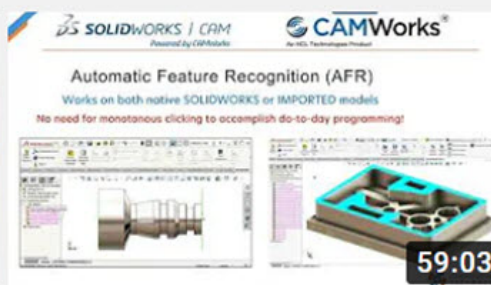 SOLIDWORKS | CAM
Powered by CAMWorks
CAMWorks®
An HCL Technologies Product
Automatic Feature Recognition (AFR)
Works on both native SOLIDWORKS or IMPORTED models
No need for monotonous clicking to accomplish do-to-day programming!
59:03